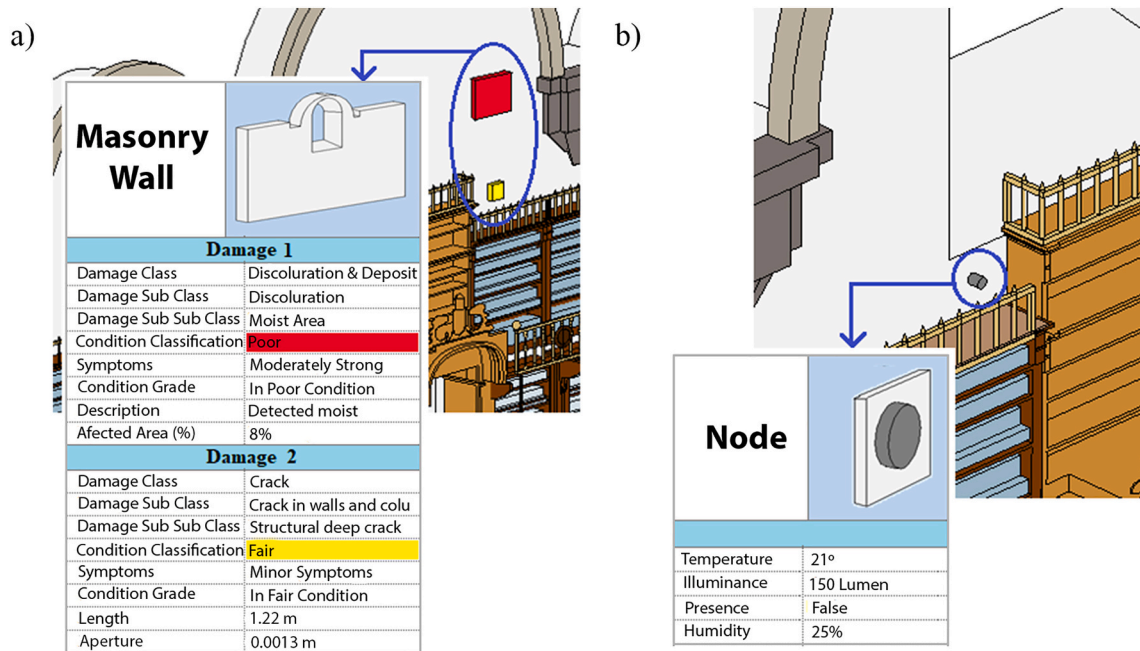 a)
Masonry
Wall
Damage 1
Damage Class Discoluration & Deposit
Damage Sub Class Discoluration
Damage Sub Sub Class Moist Area
Condition Classification Poor
Symptoms Moderately Strong
Condition Grade In Poor Condition
Description Detected moist
Afected Area (%) 8%
Damage 2
Damage Class Crack
Damage Sub Class Crack in walls and colu
Damage Sub Sub Class Structural deep crack
Condition Classification Fair
Symptoms Minor Symptoms
Condition Grade In Fair Condition
Length 1.22 m
Aperture 0.0013 m
b)
Node
Temperature 21º
Illuminance 150 Lumen
Presence False
Humidity 25%